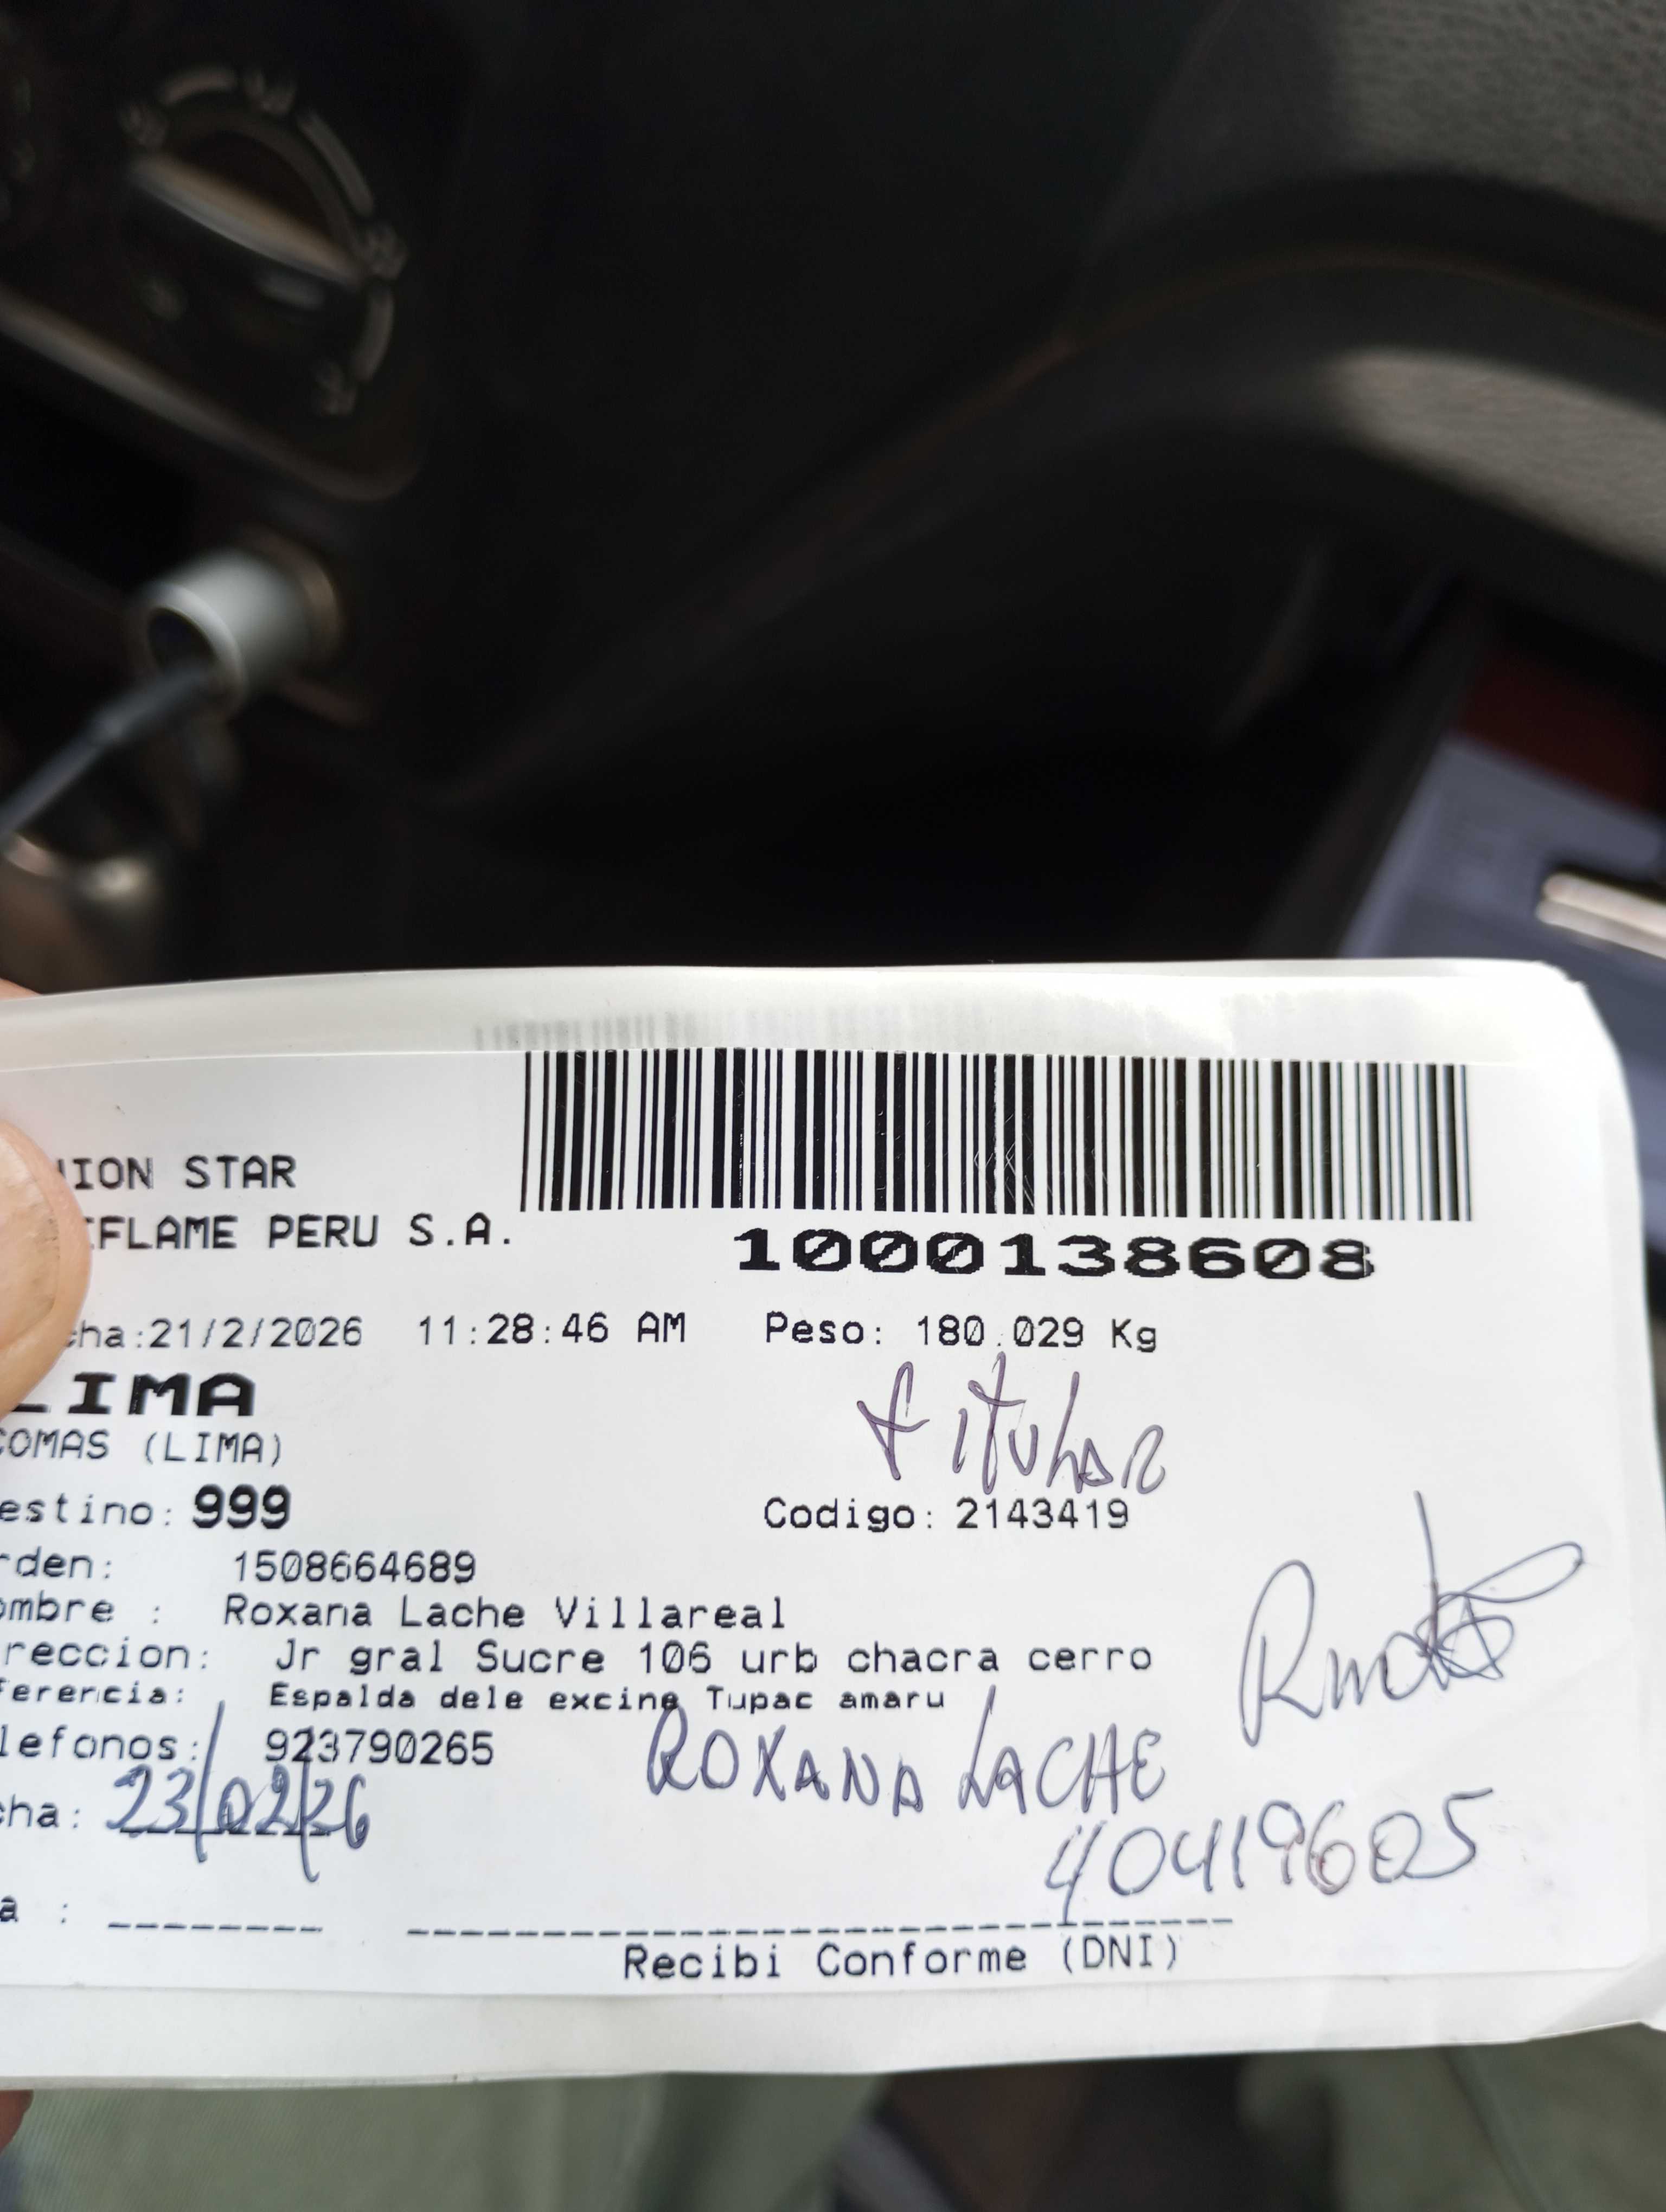 NION STAR
IFLAME PERU S.A.
1000138608
cha:21/2/2026 11:28:46 AM Peso: 180.029 Kg
LIMA
titular
COMAS (LIMA)
estino: 999
Codigo: 2143419
rden: 1508664689
ombre : Roxana Lache Villareal
reccion: Jr gral Sucre 106 urb chacra cerro
ferencia: Espalda dele excine Tupac amaru
lefonos: 923790265
ROXANA LACHE
cha: 23/02/26
40419605
a :
Recibi Conforme (DNI)